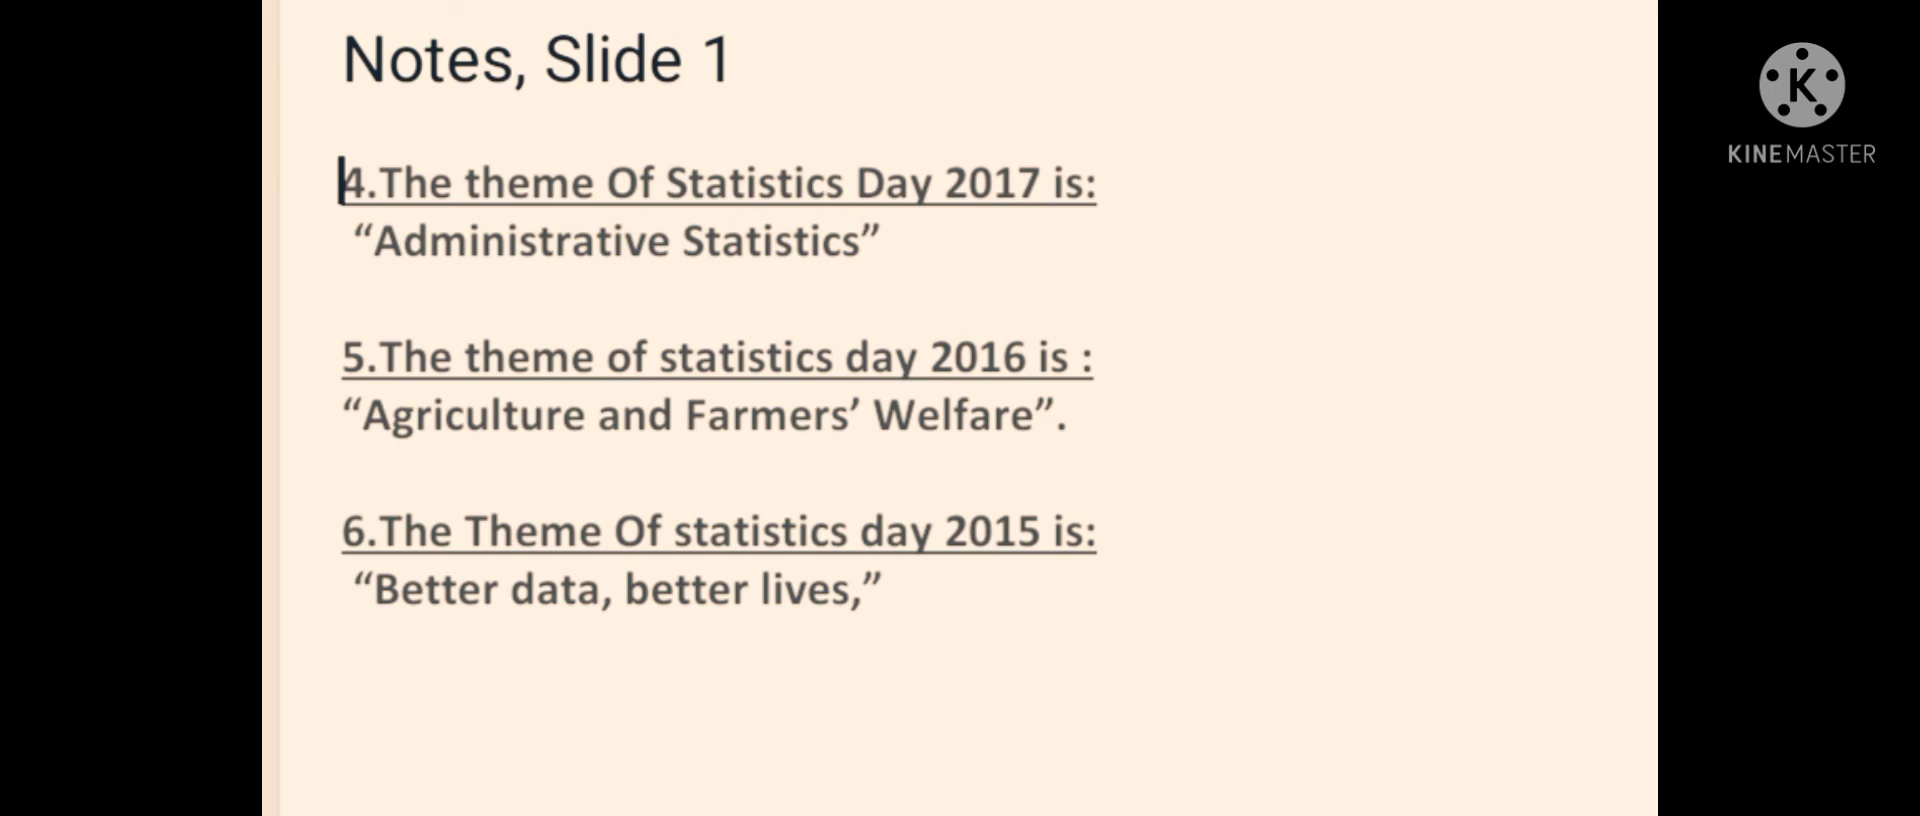 Notes, Slide 1
4.The theme Of Statistics Day 2017 is:
“Administrative Statistics”
5.The theme of statistics day 2016 is :
“Agriculture and Farmers’ Welfare”.
6.The Theme Of statistics day 2015 is:
“Better data, better lives,”
K
KINEMASTER